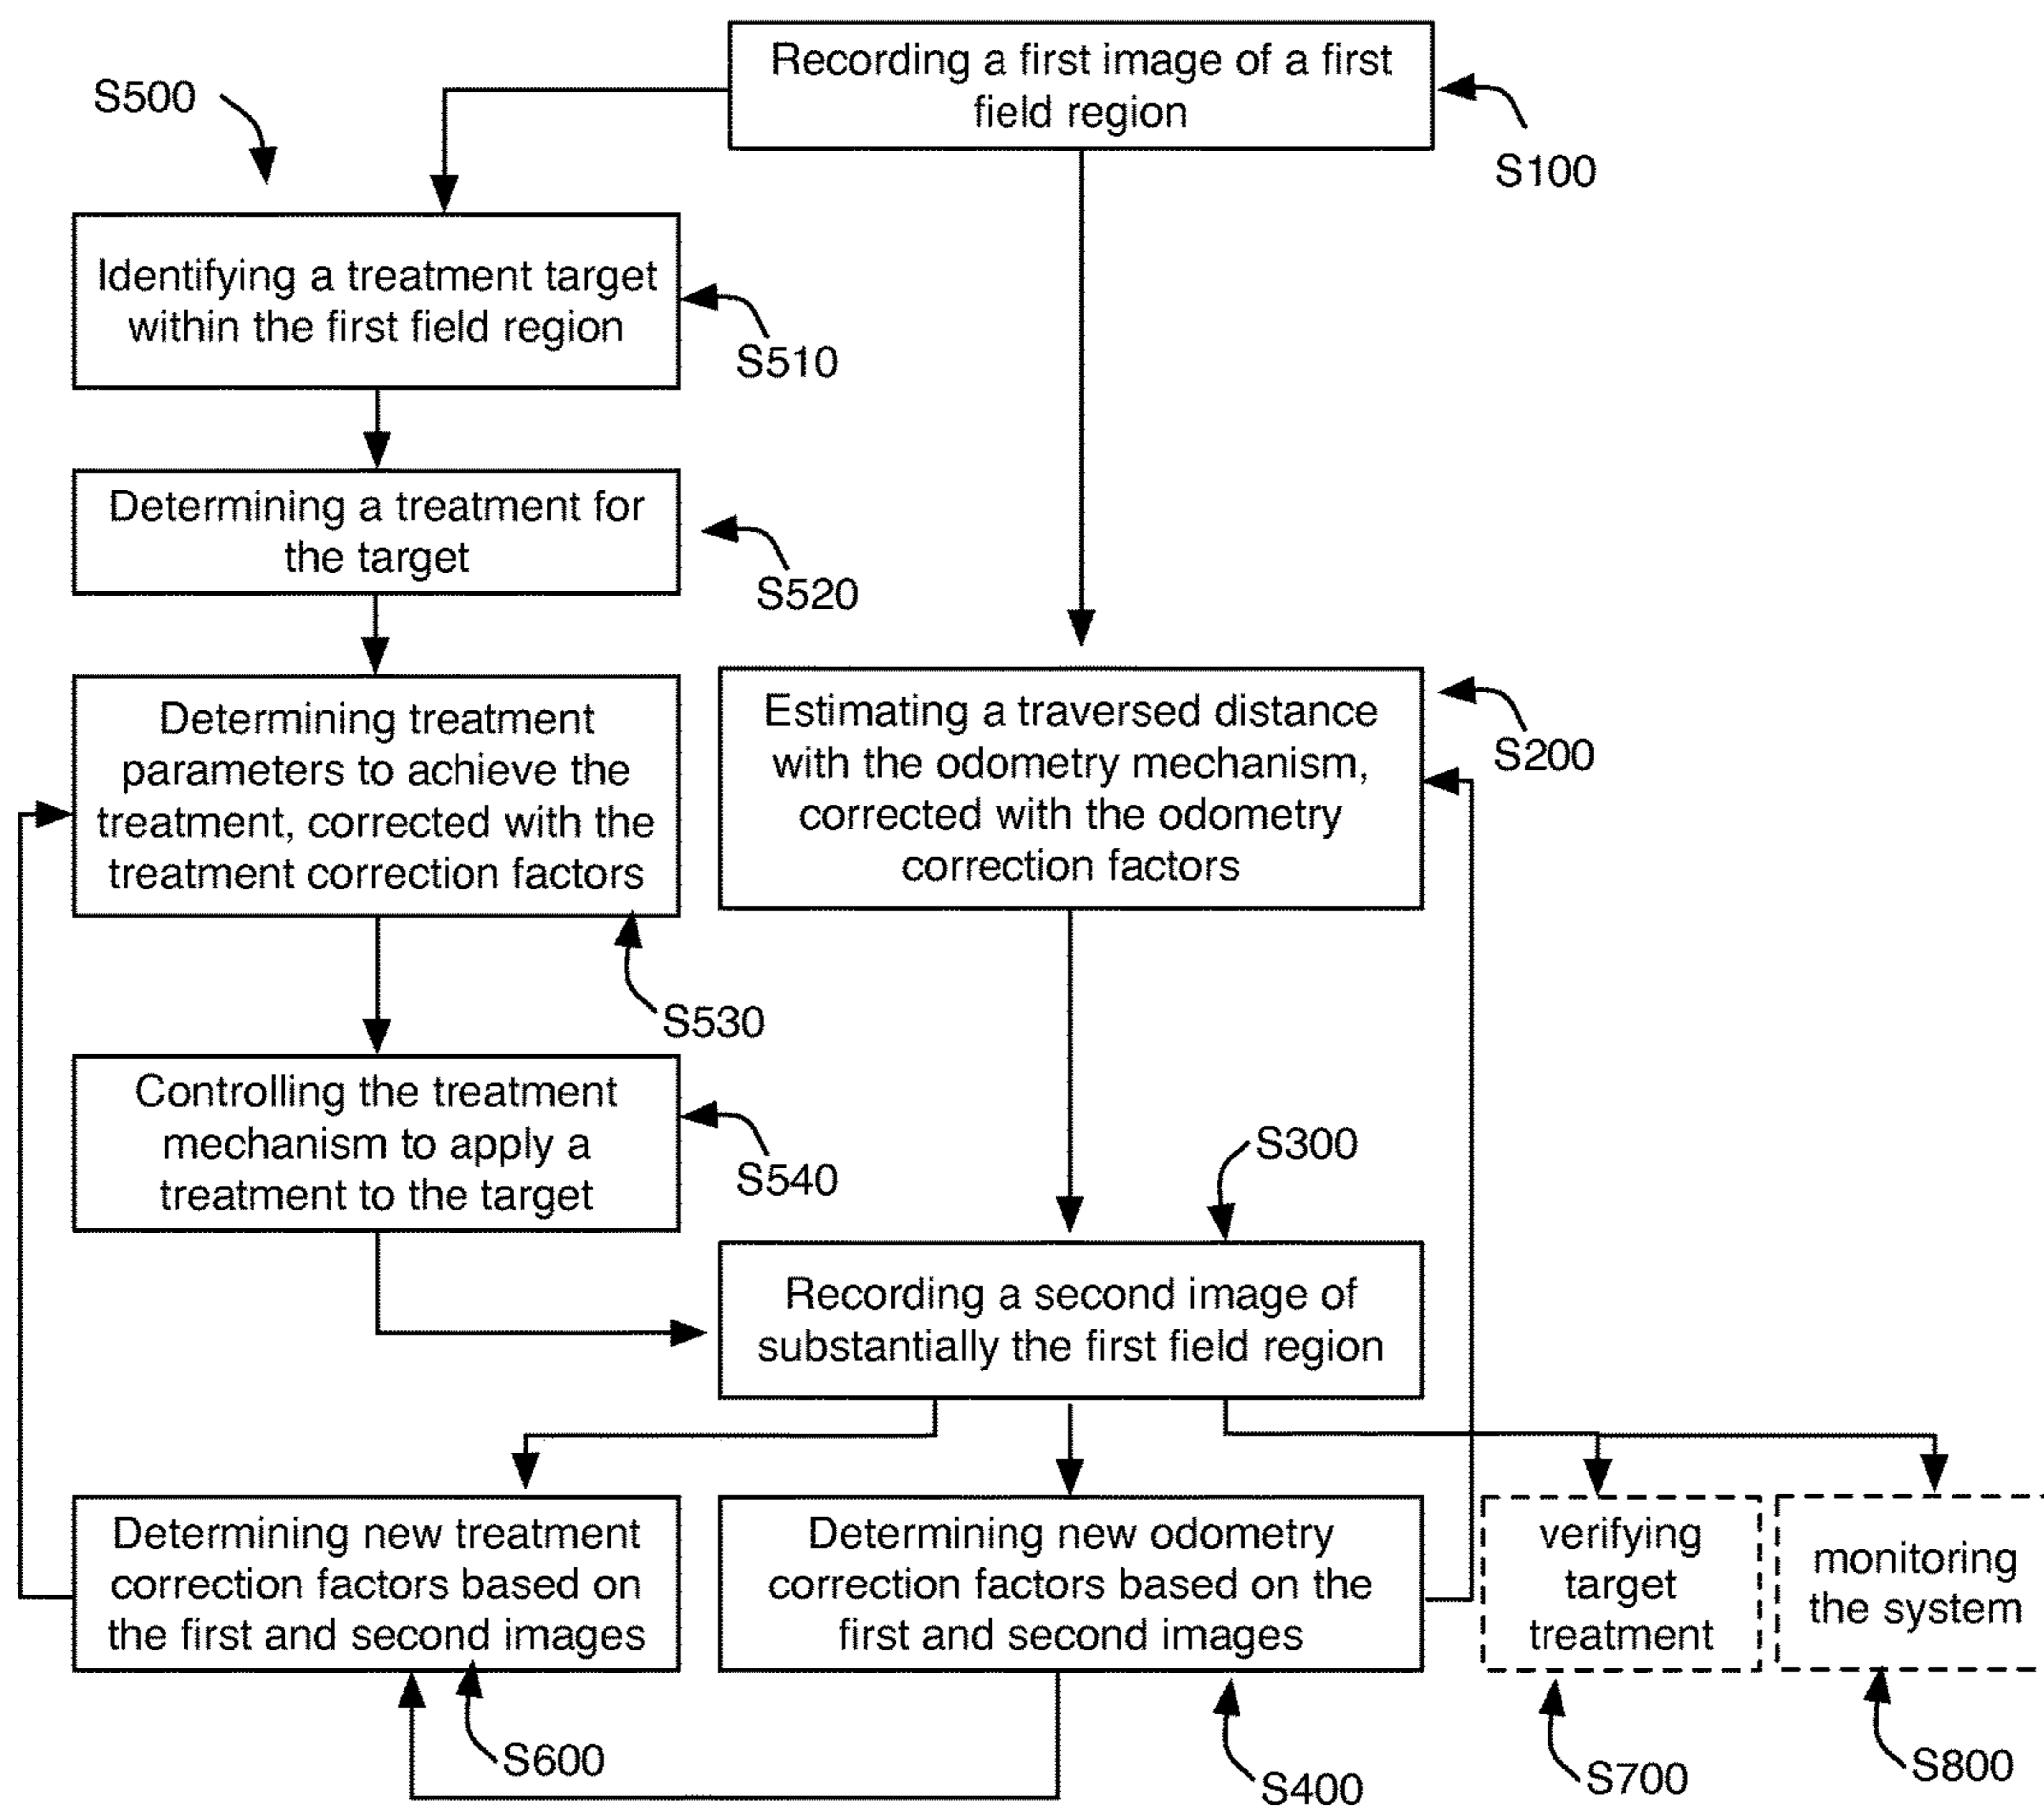 Recording a first image of a first
field region
S100
S500
Identifying a treatment target
within the first field region
S510
Determining a treatment for
the target
S520
Determining treatment
parameters to achieve the
treatment, corrected with the
treatment correction factors
S530
Estimating a traversed distance
with the odometry mechanism,
corrected with the odometry
correction factors
S200
Controlling the treatment
mechanism to apply a
treatment to the target
S540
S300
Recording a second image of
substantially the first field region
Determining new treatment
correction factors based on
the first and second images
S600
Determining new odometry
correction factors based on the
first and second images
S400
verifying
target
treatment
S700
monitoring
the system
S800